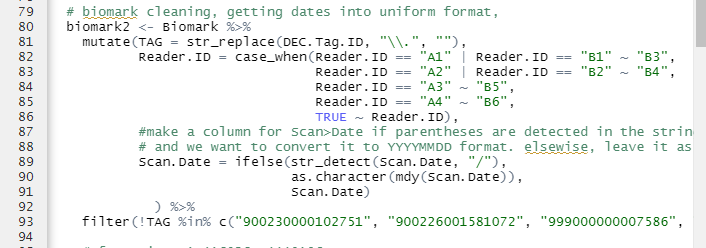 79 # biomark cleaning, getting dates into uniform format,
80 biomark2 <- Biomark %>%
81 mutate(TAG = str_replace(DEC.Tag.ID, "\\.", ""),
82 Reader.ID = case_when(Reader.ID == "A1" | Reader.ID == "B1" ~ "B3",
83 Reader.ID == "A2" | Reader.ID == "B2" ~ "B4",
84 Reader.ID == "A3" ~ "B5",
85 Reader.ID == "A4" ~ "B6",
86 TRUE ~ Reader.ID),
87 #make a column for Scan>Date if parentheses are detected in the strin
88 # and we want to convert it to YYYYMMDD format. elsewise, leave it as
89 Scan.Date = ifelse(str_detect(Scan.Date, "/"),
90 as.character(mdy(Scan.Date)),
91 Scan.Date)
92 ) %>%
93 filter(!TAG %in% c("900230000102751", "900226001581072", "999000000007586",
94